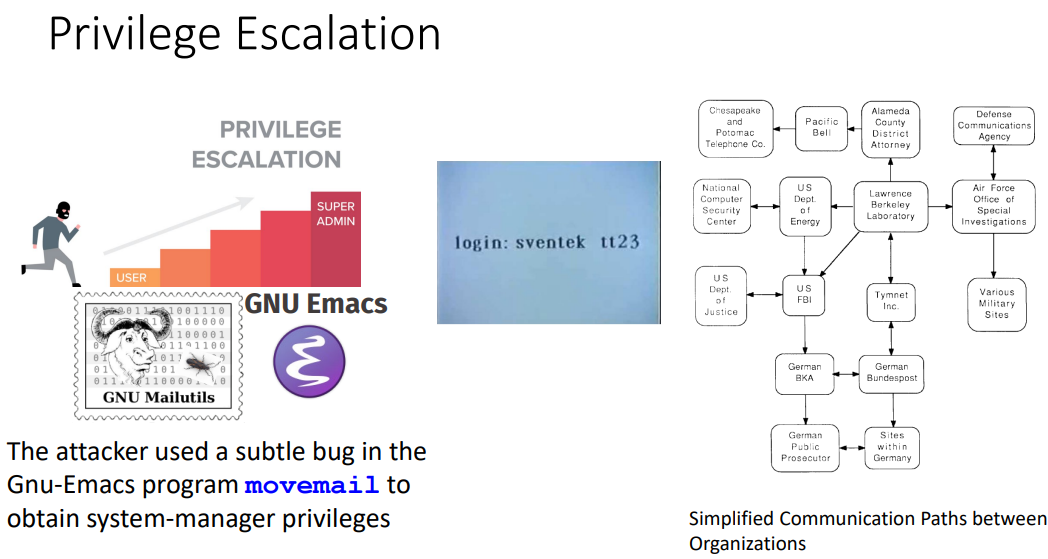 Privilege Escalation
PRIVILEGE
ESCALATION
USER
SUPER
ADMIN
GNU Emacs
GNU Mailutils
The attacker used a subtle bug in the
Gnu-Emacs program movemail to
obtain system-manager privileges
login: sventek tt23
Chesapeake
and
Potomac
Telephone Co.
Pacific
Bell
Alameda
County
District
Attorney
Defense
Communications
Agency
National
Computer
Security
Center
US
Dept.
of
Energy
Lawrence
Berkeley
Laboratory
Air Force
Office of
Special
Investigations
US
Dept.
of
Justice
US
FBI
Tymnet
Inc.
Various
Military
Sites
German
BKA
German
Bundespost
German
Public
Prosecutor
Sites
within
Germany
Simplified Communication Paths between
Organizations